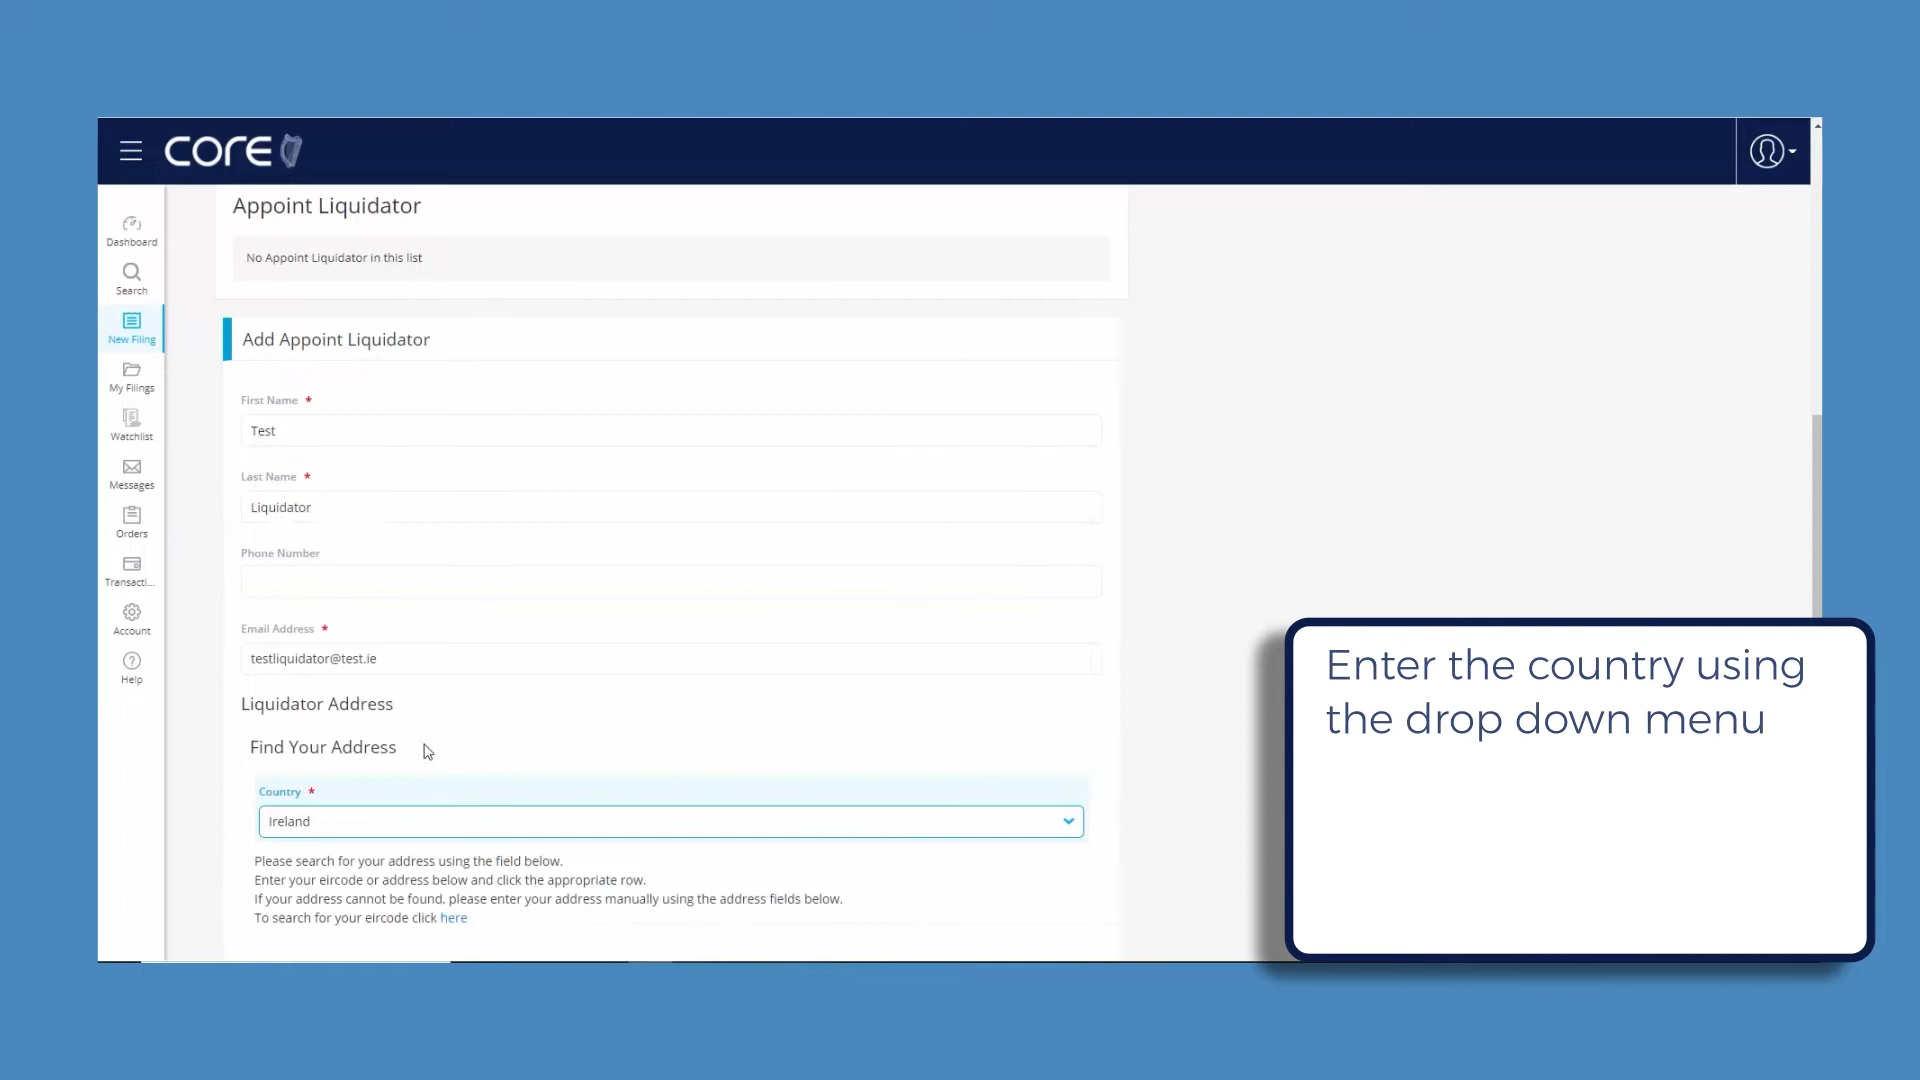 CORE
Appoint Liquidator
No Appoint Liquidator in this list
Dashboard
Search
New Filing
My Filings
Watchlist
Messages
Orders
Transacti...
Account
Help
Add Appoint Liquidator
First Name *
Test
Last Name *
Liquidator
Phone Number
Email Address *
testliquidator@test.ie
Liquidator Address
Find Your Address
Country *
Ireland
Please search for your address using the field below.
Enter your eircode or address below and click the appropriate row.
If your address cannot be found, please enter your address manually using the address fields below.
To search for your eircode click here
Enter the country using
the drop down menu